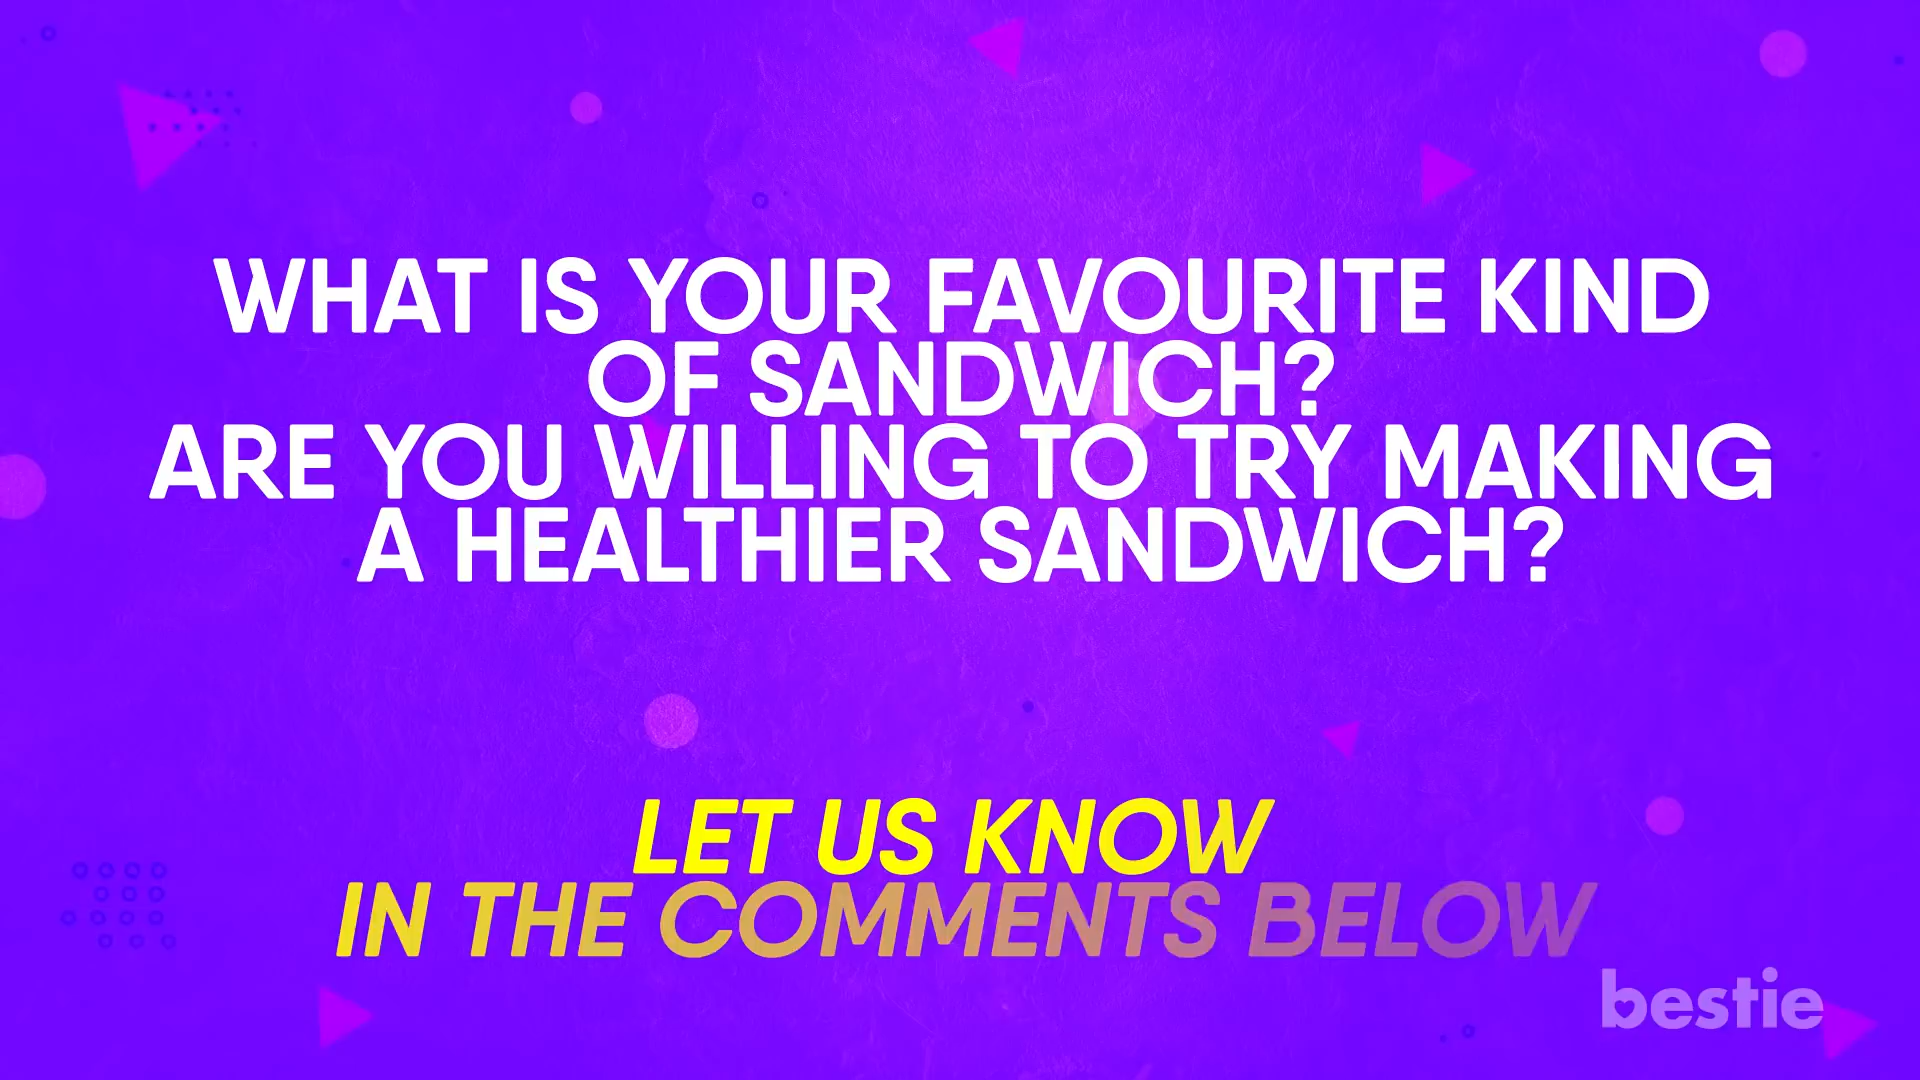 WHAT IS YOUR FAVOURITE KIND
OF SANDWICH?
ARE YOU WILLING TO TRY MAKING
A HEALTHIER SANDWICH?
LET US KNOW
IN THE COMMENTS BELOW
bestie